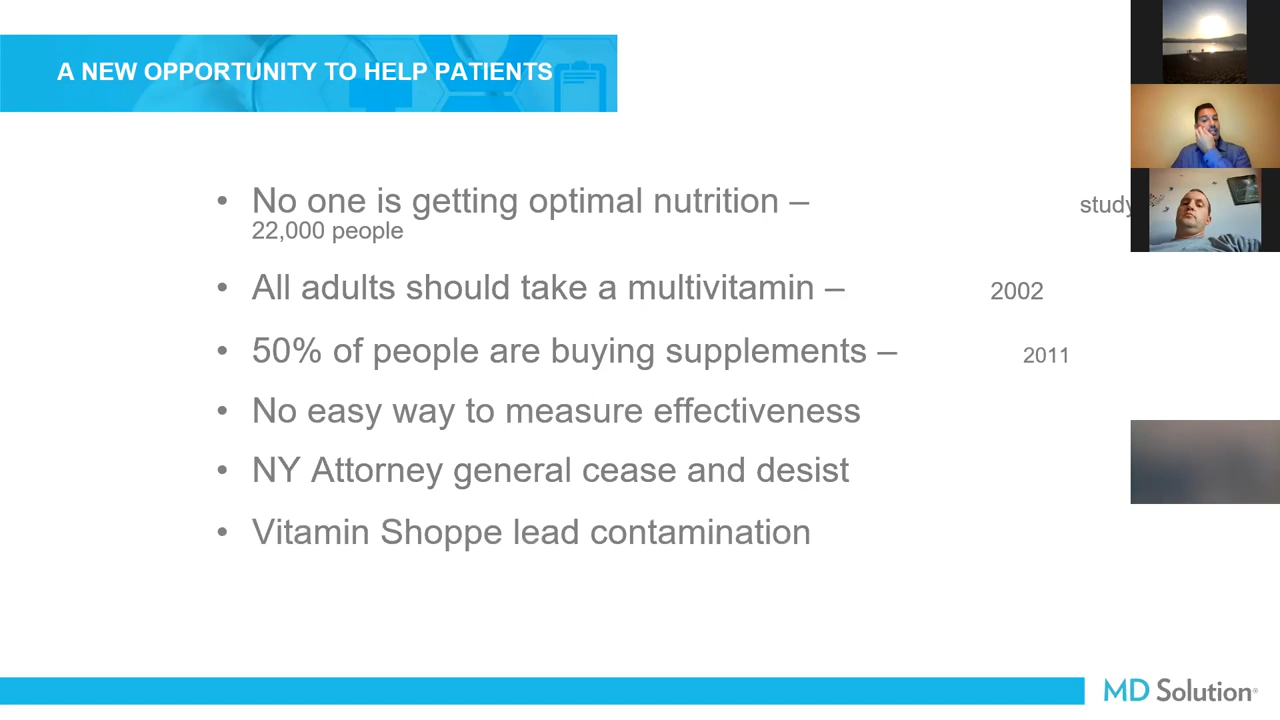 A NEW OPPORTUNITY TO HELP PATIENTS
• No one is getting optimal nutrition – study
22,000 people
• All adults should take a multivitamin – 2002
• 50% of people are buying supplements – 2011
• No easy way to measure effectiveness
• NY Attorney general cease and desist
• Vitamin Shoppe lead contamination
MD Solution